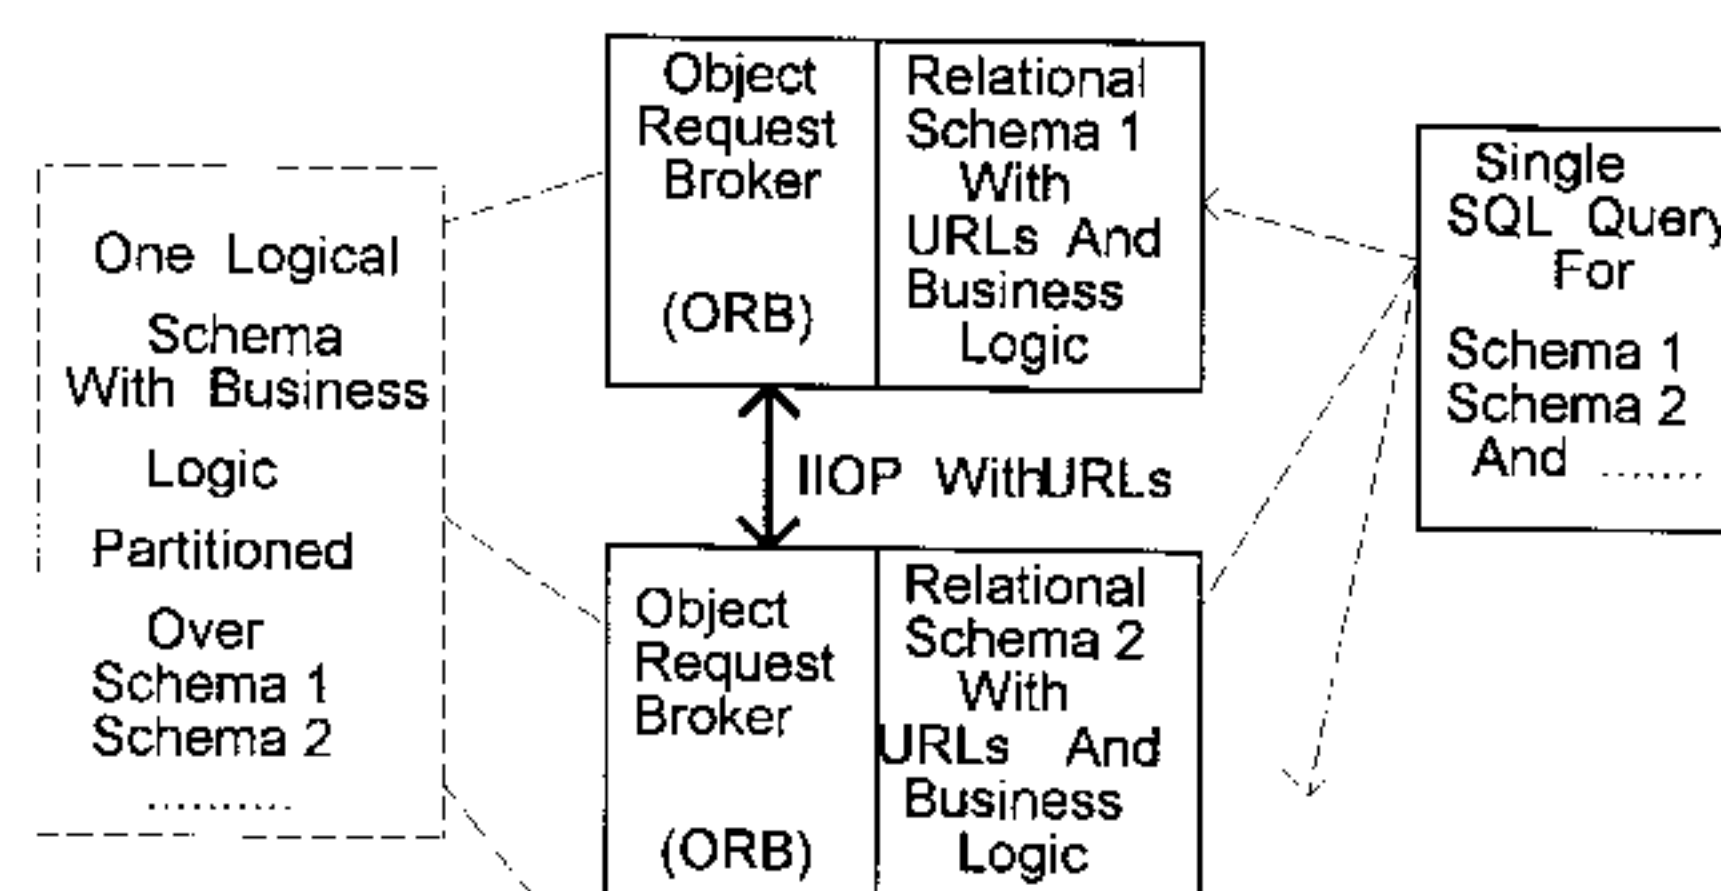 One Logical
Schema
With Business
Logic
Partitioned
Over
Schema 1
Schema 2
.........
Object
Request
Broker
(ORB)
Relational
Schema 1
With
URLs And
Business
Logic
IIOP WithURLs
Object
Request
Broker
(ORB)
Relational
Schema 2
With
URLs And
Business
Logic
Single
SQL Query
For
Schema 1
Schema 2
And .......